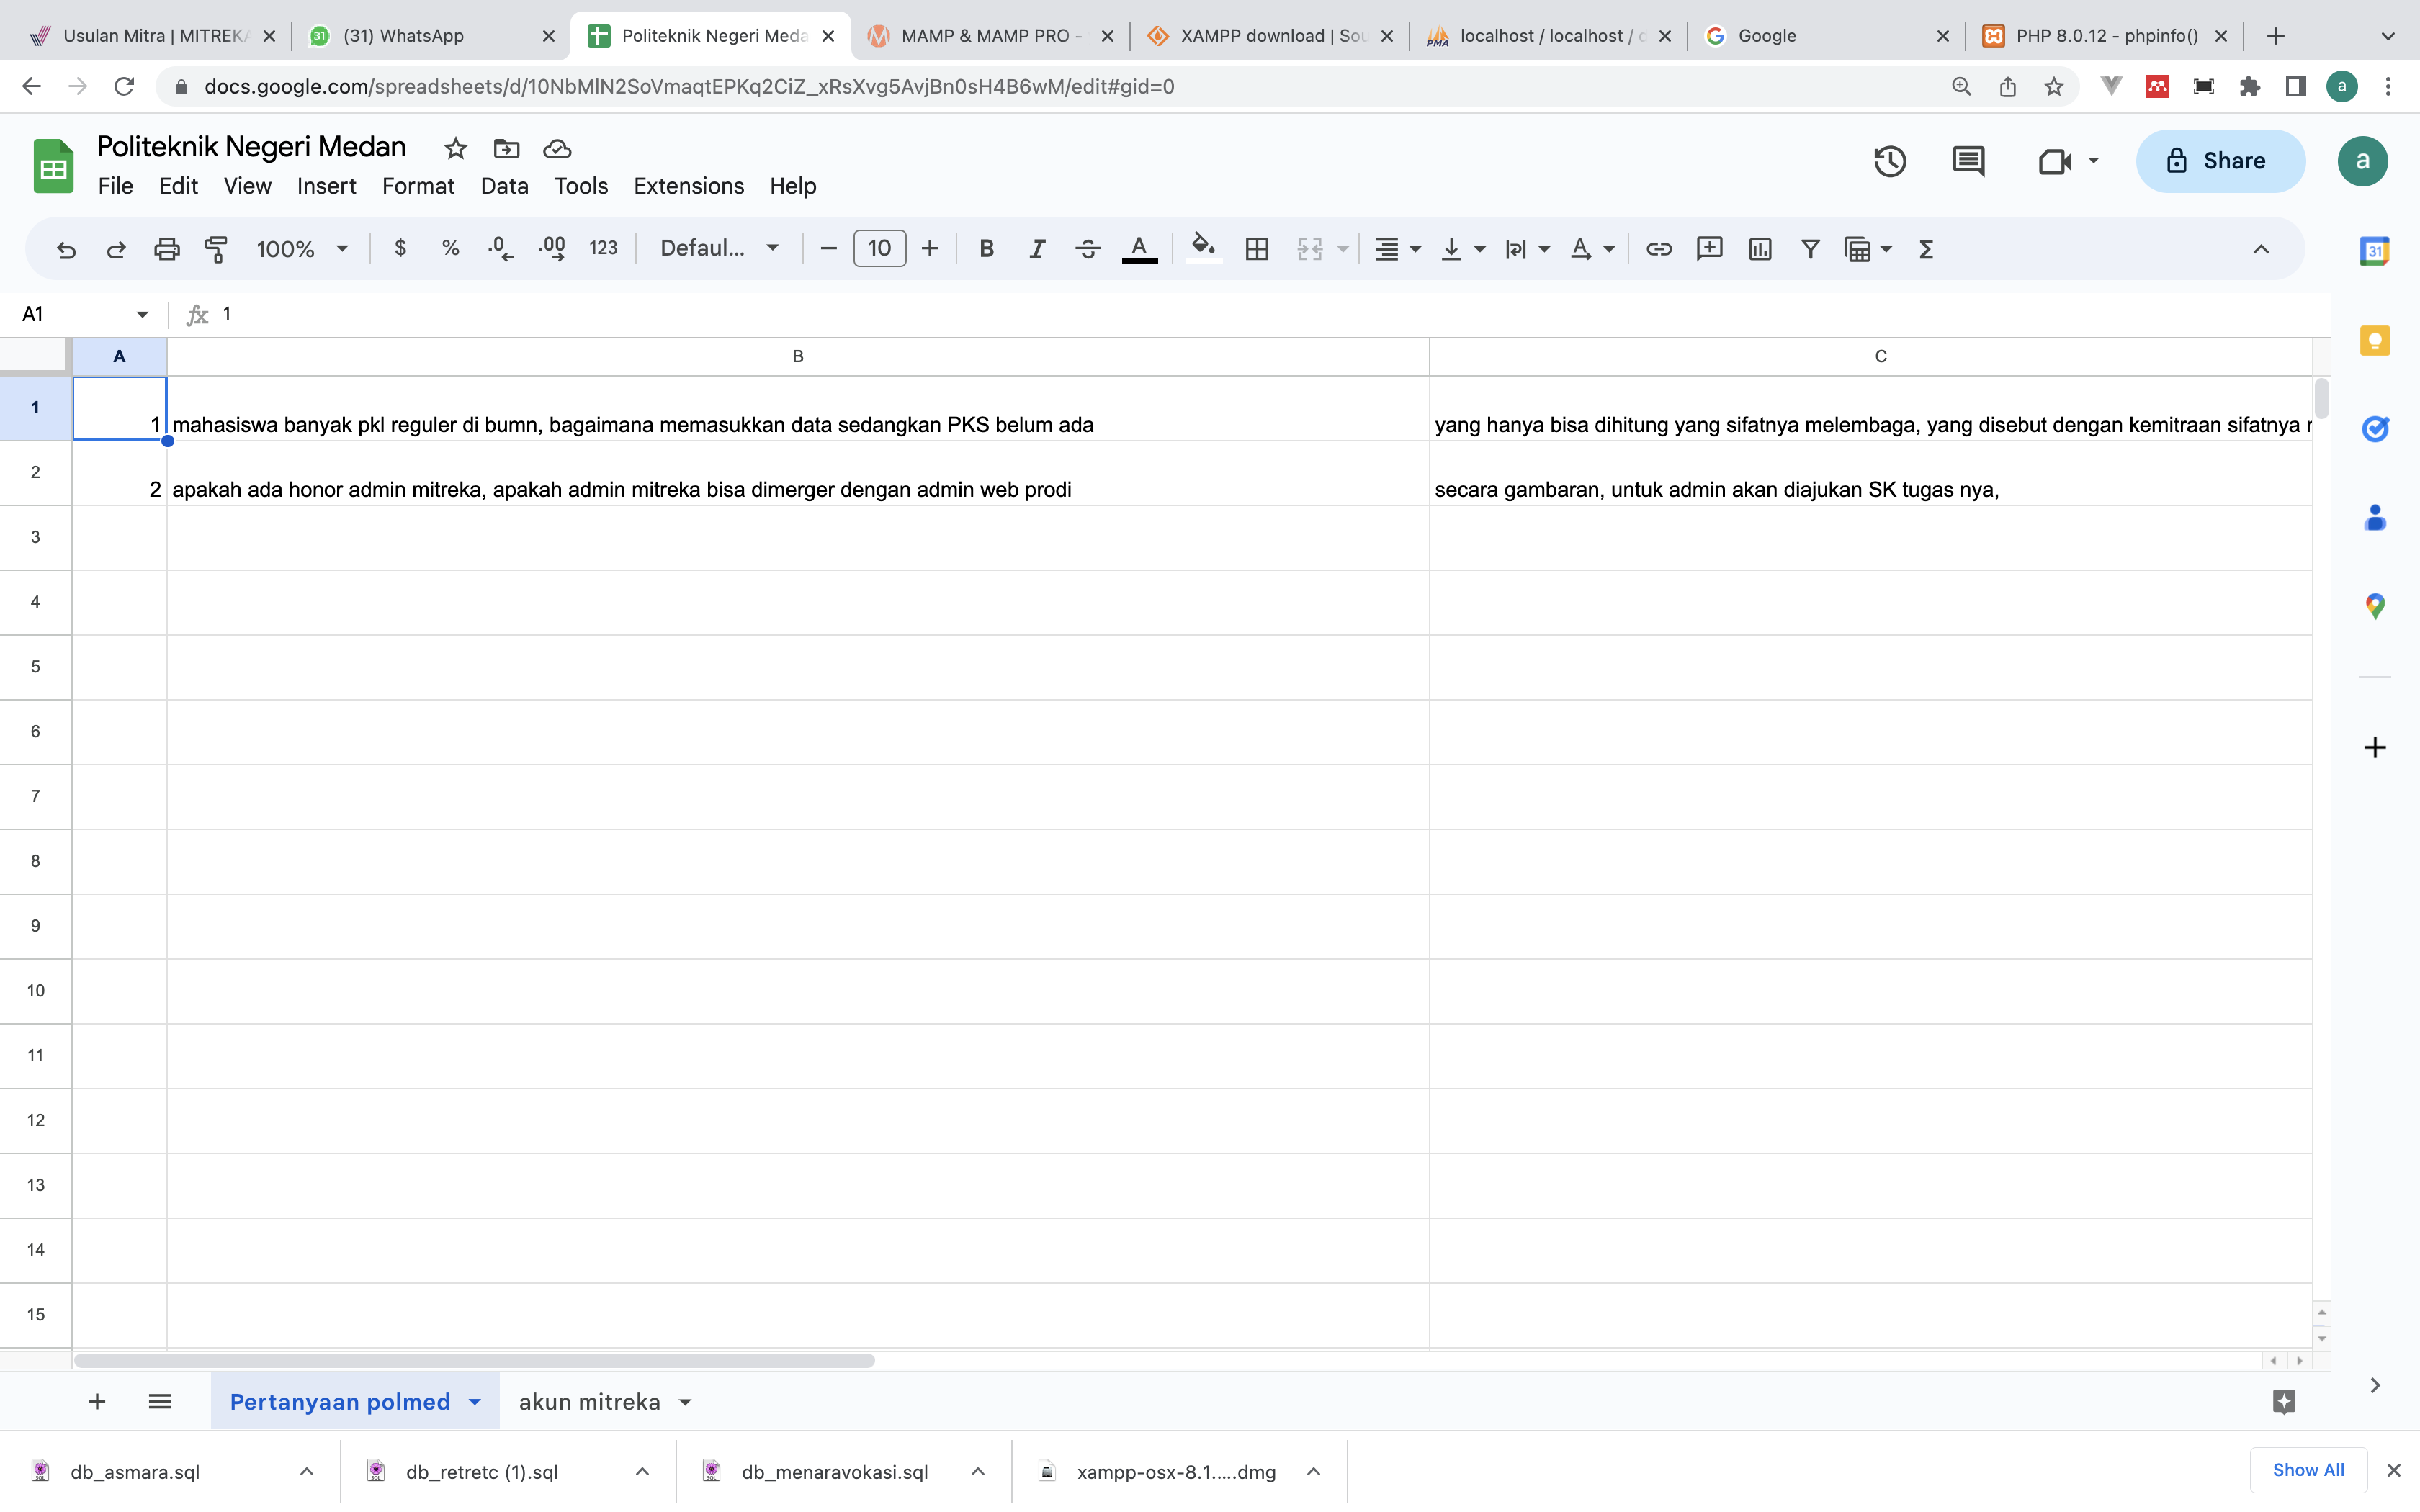 Usulan Mitra | MITREKA
(31) WhatsApp
Politeknik Negeri Meda
MAMP & MAMP PRO -
XAMPP download | Sou
localhost / localhost / d
Google
PHP 8.0.12 - phpinfo()
docs.google.com/spreadsheets/d/10NbMlN2SoVmaqtEPKq2CiZ_xRsXvg5AvjBn0sH4B6wM/edit#gid=0
a
Politeknik Negeri Medan
File Edit View Insert Format Data Tools Extensions Help
Share
a
100% $ % .0 .00 123 Defaul... 10 B I A A Σ
31
A1 fx 1
A B C
1 1 mahasiswa banyak pkl reguler di bumn, bagaimana memasukkan data sedangkan PKS belum ada yang hanya bisa dihitung yang sifatnya melembaga, yang disebut dengan kemitraan sifatnya
2 2 apakah ada honor admin mitreka, apakah admin mitreka bisa dimerger dengan admin web prodi secara gambaran, untuk admin akan diajukan SK tugas nya,
3
4
5
6
7
8
9
10
11
12
13
14
15
Pertanyaan polmed
akun mitreka
db_asmara.sql
db_retretc (1).sql
db_menaravokasi.sql
xampp-osx-8.1.....dmg
Show All